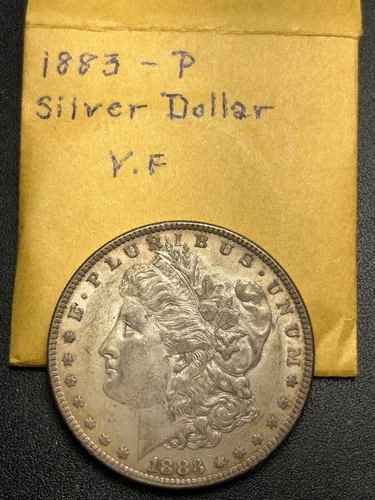 1883 - P
Silver Dollar
V.F
E·PLURIBUS·UNUM
1883